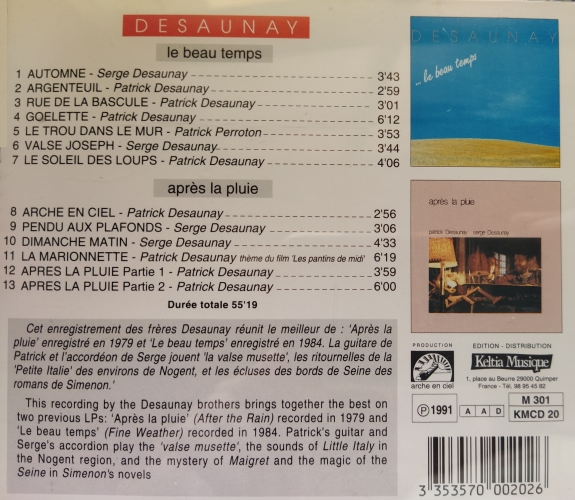 DESAUNAY
le beau temps
1 AUTOMNE - Serge Desaunay 3'43
2 ARGENTEUIL - Patrick Desaunay 2'59
3 RUE DE LA BASCULE - Patrick Desaunay 3'01
4 GOELETTE - Patrick Desaunay 6'12
5 LE TROU DANS LE MUR - Patrick Perroton 3'53
6 VALSE JOSEPH - Serge Desaunay 3'44
7 LE SOLEIL DES LOUPS - Patrick Desaunay 4'06
après la pluie
8 ARCHE EN CIEL - Patrick Desaunay 2'56
9 PENDU AUX PLAFONDS - Serge Desaunay 3'06
10 DIMANCHE MATIN - Serge Desaunay 4'33
11 LA MARIONNETTE - Patrick Desaunay thème du film 'Les pantins de midi' 6'19
12 APRES LA PLUIE Partie 1 - Patrick Desaunay 3'59
13 APRES LA PLUIE Partie 2 - Patrick Desaunay 6'00
Durée totale 55'19
Cet enregistrement des frères Desaunay réunit le meilleur de : 'Après la
pluie' enregistré en 1979 et 'Le beau temps' enregistré en 1984. La guitare de
Patrick et l'accordéon de Serge jouent 'la valse musette', les ritournelles de la
'Petite Italie' des environs de Nogent, et les écluses des bords de Seine des
romans de Simenon.'
This recording by the Desaunay brothers brings together the best on
two previous LPs: 'Après la pluie' (After the Rain) recorded in 1979 and
'Le beau temps' (Fine Weather) recorded in 1984. Patrick's guitar and
Serge's accordion play the 'valse musette', the sounds of Little Italy in
the Nogent region, and the mystery of Maigret and the magic of the
Seine in Simenon's novels
DESAUNAY
...le beau temps
après la pluie
patrick Desaunay serge Desaunay
PRODUCTION
arche en ciel
EDITION - DISTRIBUTION
Keltia Musique
1, place au Beurre 29000 Quimper
France - Tél. 98 95 45 82
Ⓟ1991
A A D
M 301
KMCD 20
3 353570 002026